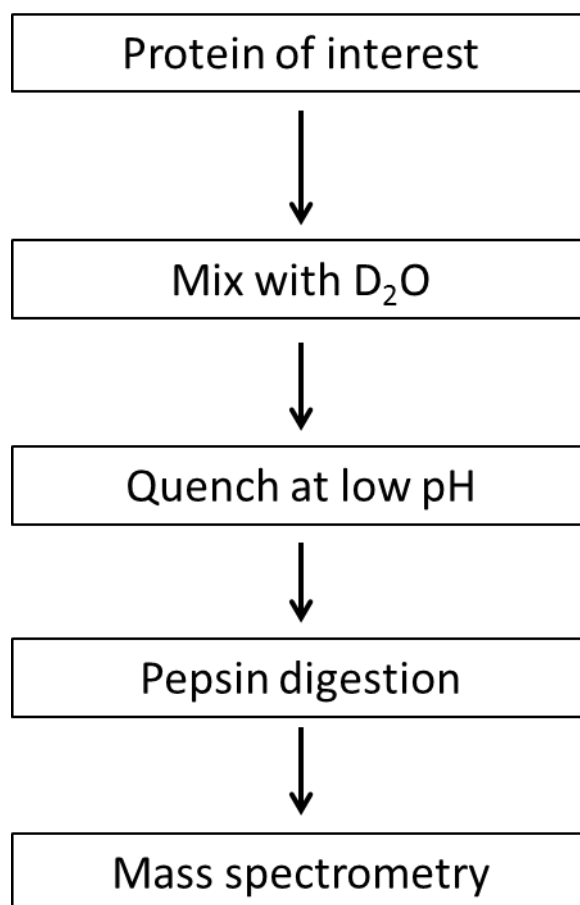 Protein of interest
Mix with D₂O
Quench at low pH
Pepsin digestion
Mass spectrometry